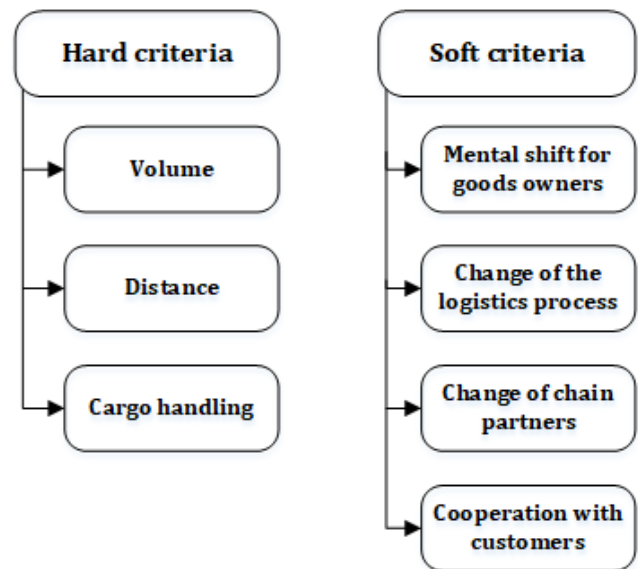 Hard criteria
Volume
Distance
Cargo handling
Soft criteria
Mental shift for
goods owners
Change of the
logistics process
Change of chain
partners
Cooperation with
customers